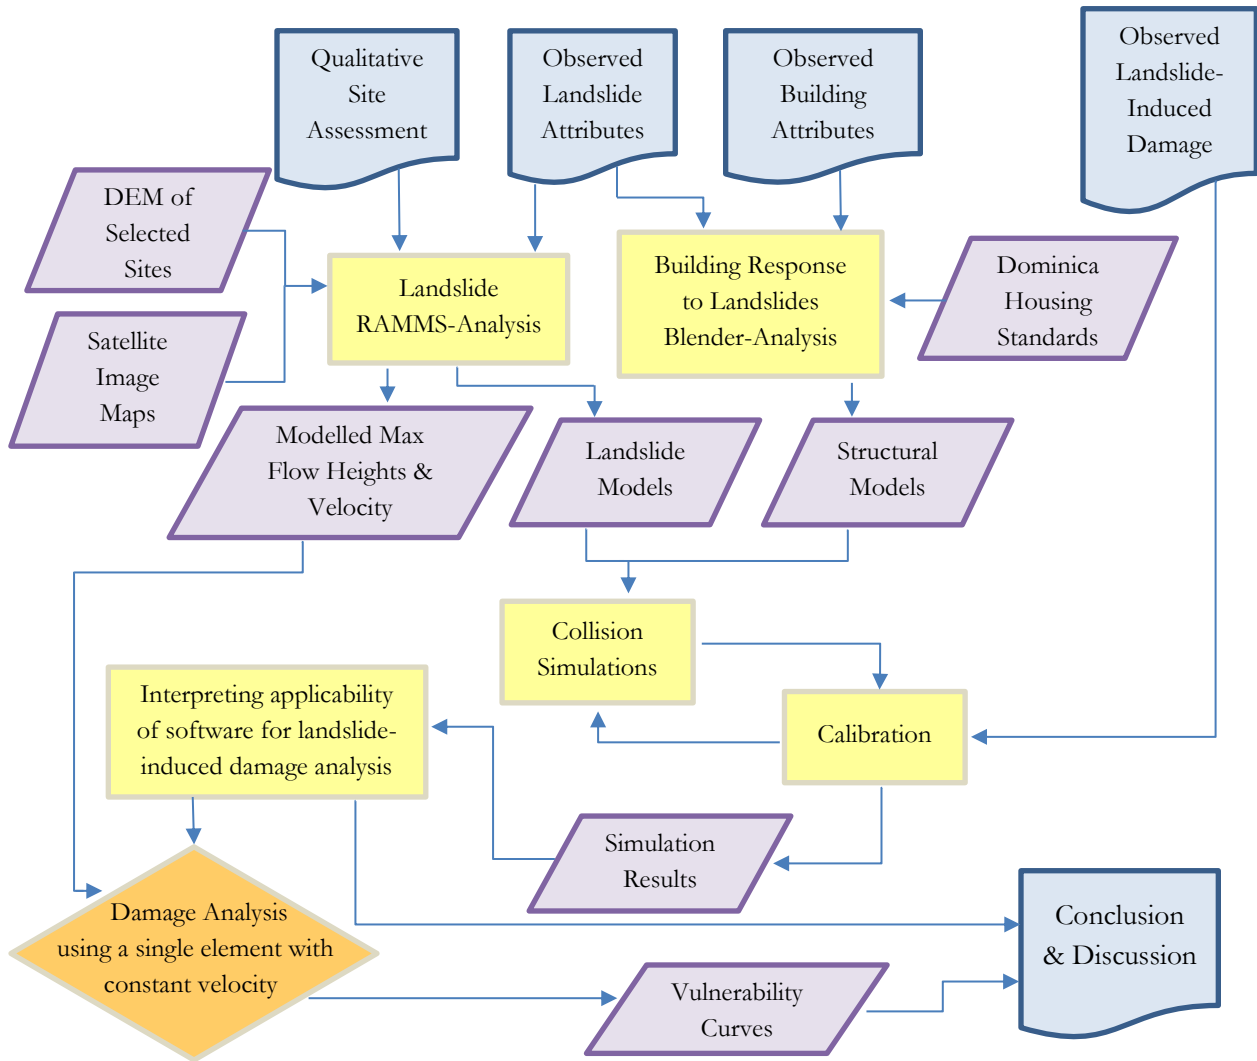 Qualitative
Site
Assessment
Observed
Landslide
Attributes
Observed
Building
Attributes
Observed
Landslide-
Induced
Damage
DEM of
Selected
Sites
Landslide
RAMMS-Analysis
Building Response
to Landslides
Blender-Analysis
Dominica
Housing
Standards
Satellite
Image
Maps
Modelled Max
Flow Heights &
Velocity
Landslide
Models
Structural
Models
Collision
Simulations
Interpreting applicability
of software for landslide-
induced damage analysis
Calibration
Simulation
Results
Damage Analysis
using a single element with
constant velocity
Conclusion
& Discussion
Vulnerability
Curves